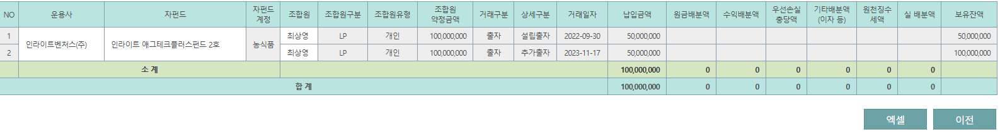 NO 운용사 자펀드 자펀드 계정 조합원 조합원구분 조합원유형 조합원 약정금액 거래구분 상세구분 거래일자 납입금액 원금배분액 수익배분액 우선손실 충당액 기타배분액 (이자 등) 원천징수 세액 실 배분액 보유잔액
1 인라이트벤처스(주) 인라이트 애그테크플러스펀드 2호 농식품 최상영 LP 개인 100,000,000 출자 설립출자 2022-09-30 50,000,000 50,000,000
2 최상영 LP 개인 100,000,000 출자 추가출자 2023-11-17 50,000,000 100,000,000
소 계 100,000,000 0 0 0 0 0 0
합 계 100,000,000 0 0 0 0 0 0
엑셀 이전